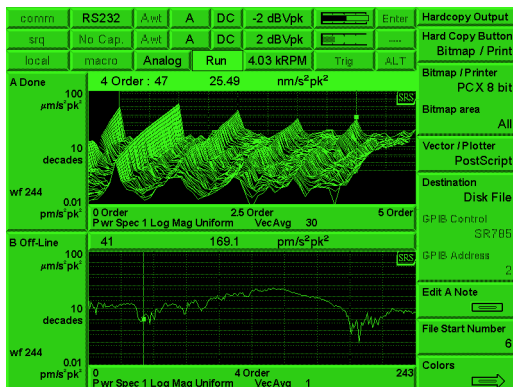 comm RS232 Awt A DC -2 dBVpk Enter
srq No Cap. Awt A DC 2 dBVpk ----
local macro Analog Run 4.03 kRPM Trig ALT
A Done 4 Order : 47 25.49 nm/s²pk²
100
µm/s²pk²
SRS
10
decades
wf 244
0.01
pm/s²pk²
0 Order 2.5 Order 5 Order
Pwr Spec 1 Log Mag Uniform VecAvg 30
B Off-Line 41 169.1 pm/s²pk²
100
µm/s²pk²
SRS
10
decades
wf 244
0.01
pm/s²pk²
0 4 Order 243
Pwr Spec 1 Log Mag Uniform VecAvg 1
Hardcopy Output
Hard Copy Button
Bitmap / Print
Bitmap / Printer
PCX 8 bit
Bitmap area
All
Vector / Plotter
PostScript
Destination
Disk File
GPIB Control
SR785
GPIB Address
2
Edit A Note
File Start Number
6
Colors